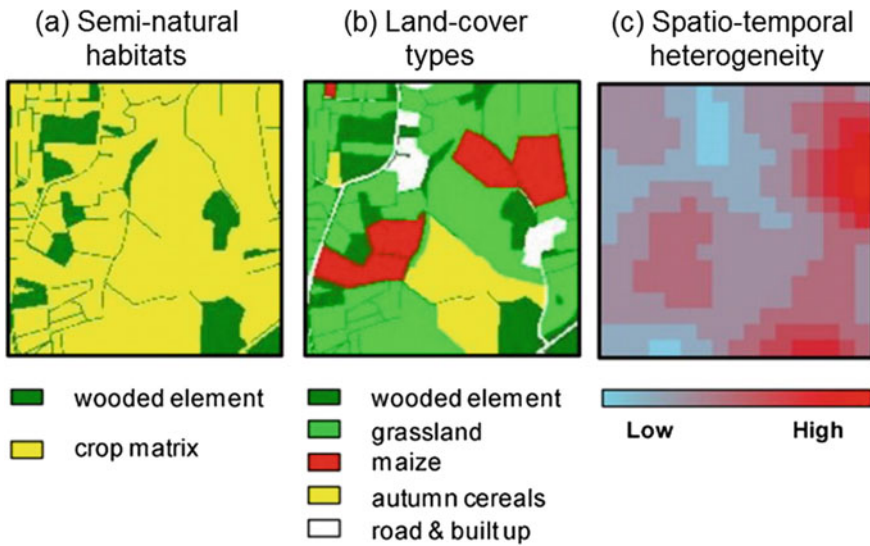 (a) Semi-natural
habitats
(b) Land-cover
types
(c) Spatio-temporal
heterogeneity
wooded element
crop matrix
wooded element
grassland
maize
autumn cereals
road & built up
Low High